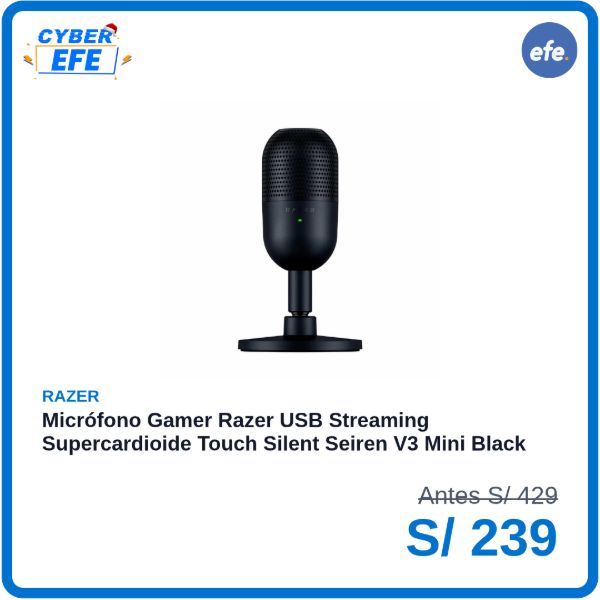 CYBER
EFE
efe.
RAZER
RAZER
Micrófono Gamer Razer USB Streaming
Supercardioide Touch Silent Seiren V3 Mini Black
Antes S/ 429
S/ 239